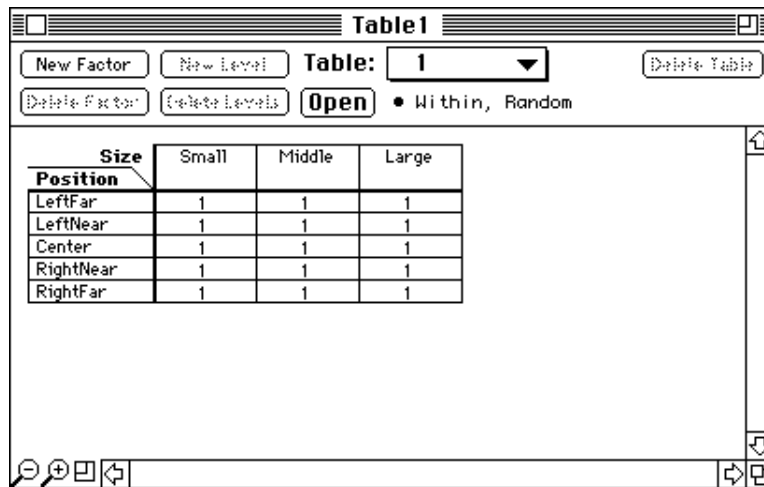 Table1
New Factor New Level Table: 1 Delete Table
Delete Factor Delete Levels Open • Within, Random
Size Small Middle Large
Position
LeftFar 1 1 1
LeftNear 1 1 1
Center 1 1 1
RightNear 1 1 1
RightFar 1 1 1